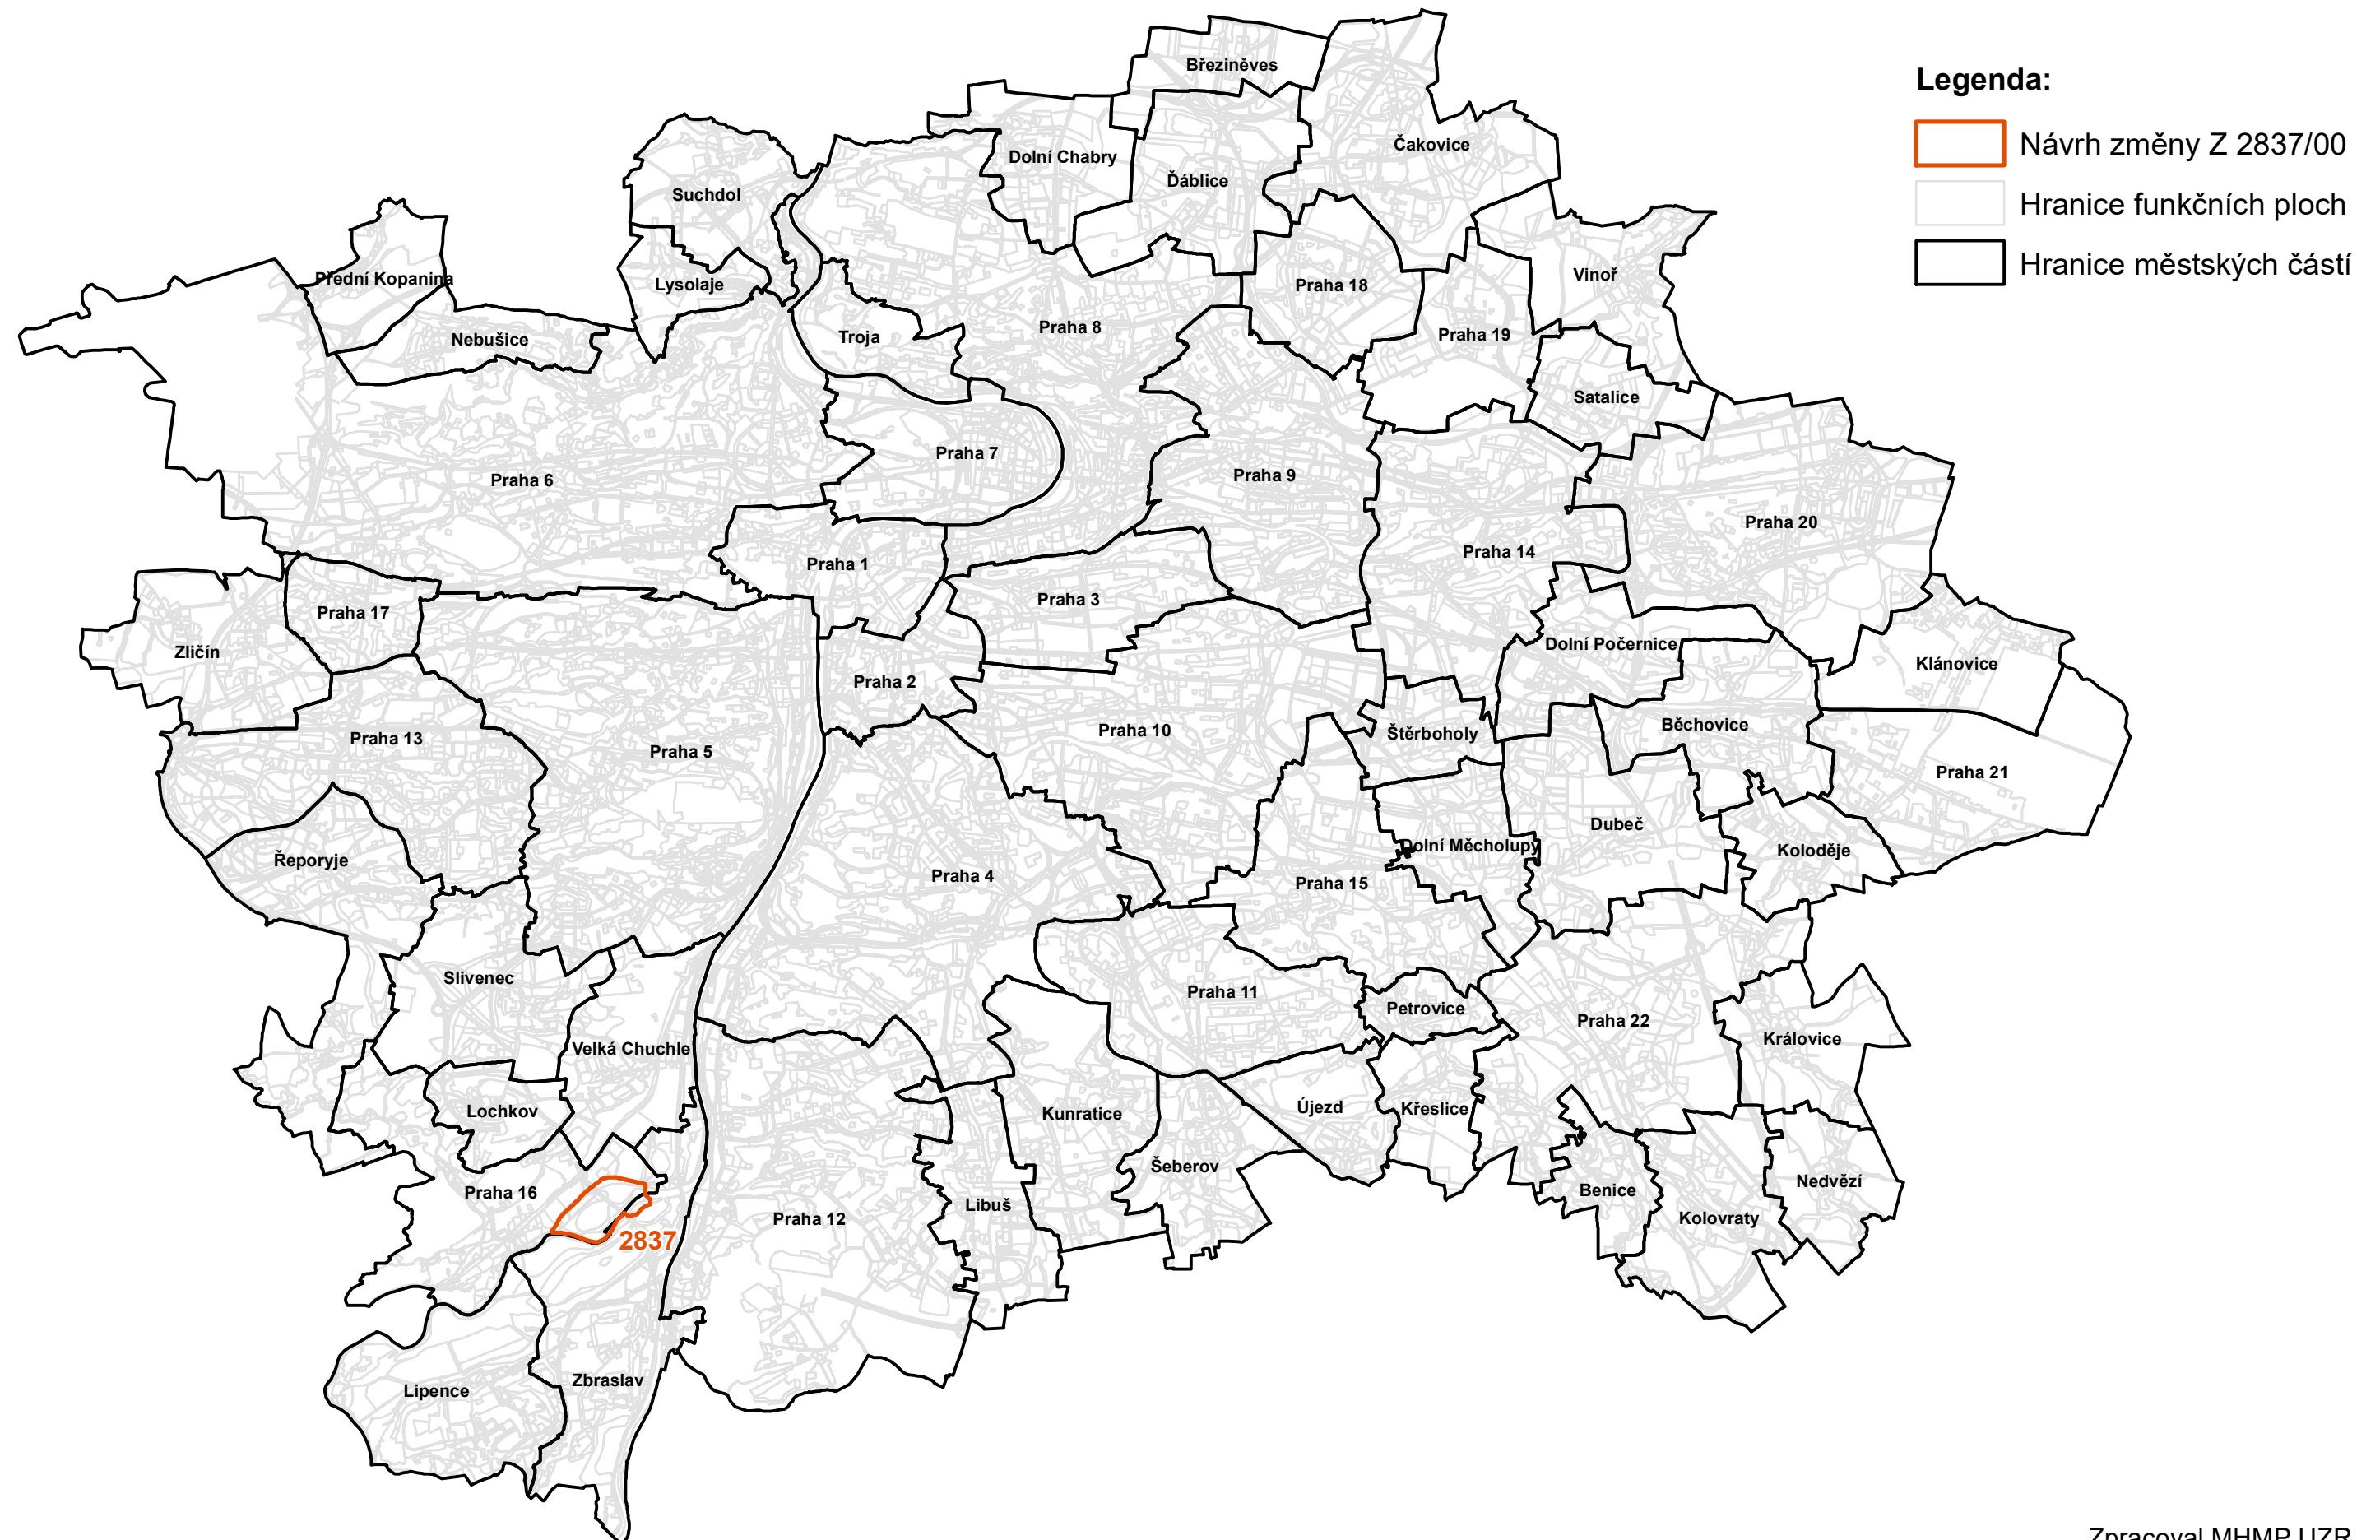 Legenda:
Návrh změny Z 2837/00
Hranice funkčních ploch
Hranice městských částí
Březiněves
Čakovice
Dolní Chabry
Ďáblice
Suchdol
Přední Kopanina
Lysolaje
Praha 18
Vinoř
Nebušice
Troja
Praha 8
Praha 19
Satalice
Praha 7
Praha 6
Praha 9
Praha 20
Praha 14
Praha 1
Praha 3
Praha 17
Zličín
Dolní Počernice
Klánovice
Praha 2
Praha 13
Praha 5
Praha 10
Štěrboholy
Běchovice
Praha 21
Dubeč
Dolní Měcholupy
Koloděje
Řeporyje
Praha 4
Praha 15
Slivenec
Praha 11
Petrovice
Praha 22
Královice
Velká Chuchle
Lochkov
Kunratice
Újezd
Křeslice
Šeberov
Praha 16
Libuš
Praha 12
Benice
Kolovraty
Nedvězí
2837
Zbraslav
Lipence
Zpracoval MHMP UZR